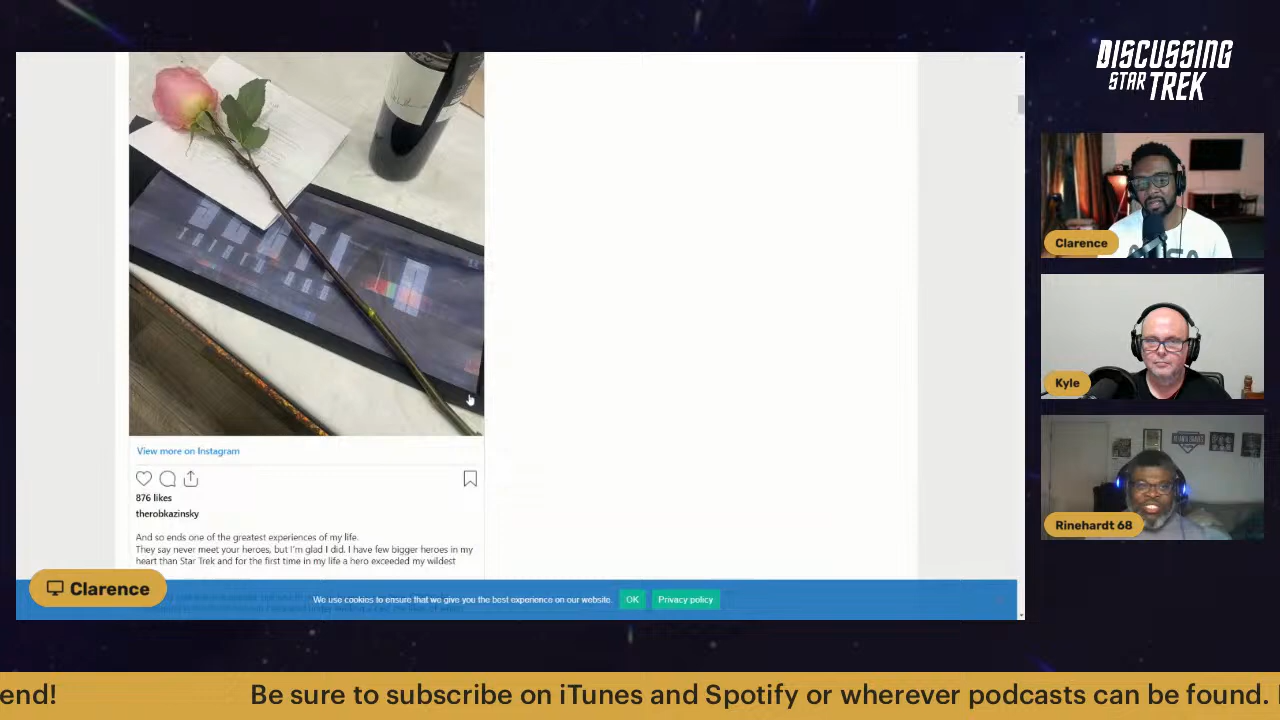 DISCUSSING
STAR TREK
Clarence
Kyle
Rinehardt 68
View more on Instagram
876 likes
therobkazinsky
And so ends one of the greatest experiences of my life.
They say never meet your heroes, but I'm glad I did. I have few bigger heroes in my
heart than Star Trek and for the first time in my life a hero exceeded my wildest
Clarence
We use cookies to ensure that we give you the best experience on our website.
OK
Privacy policy
end! Be sure to subscribe on iTunes and Spotify or wherever podcasts can be found.